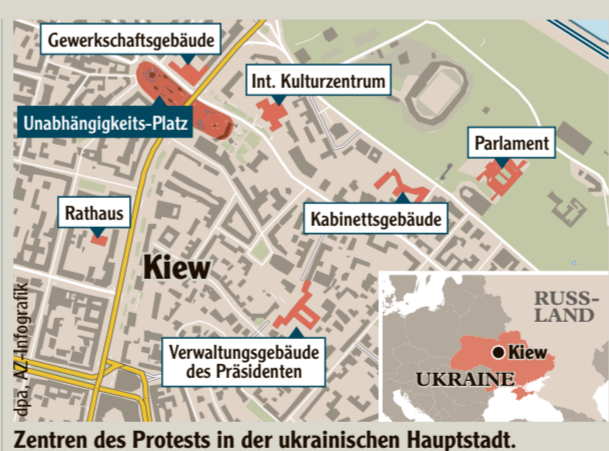 Gewerkschaftsgebäude
Int. Kulturzentrum
Unabhängigkeits-Platz
Parlament
Rathaus
Kabinettsgebäude
Kiew
Verwaltungsgebäude
des Präsidenten
RUSS-
LAND
Kiew
UKRAINE
dpa, AZ-Infografik
Zentren des Protests in der ukrainischen Hauptstadt.